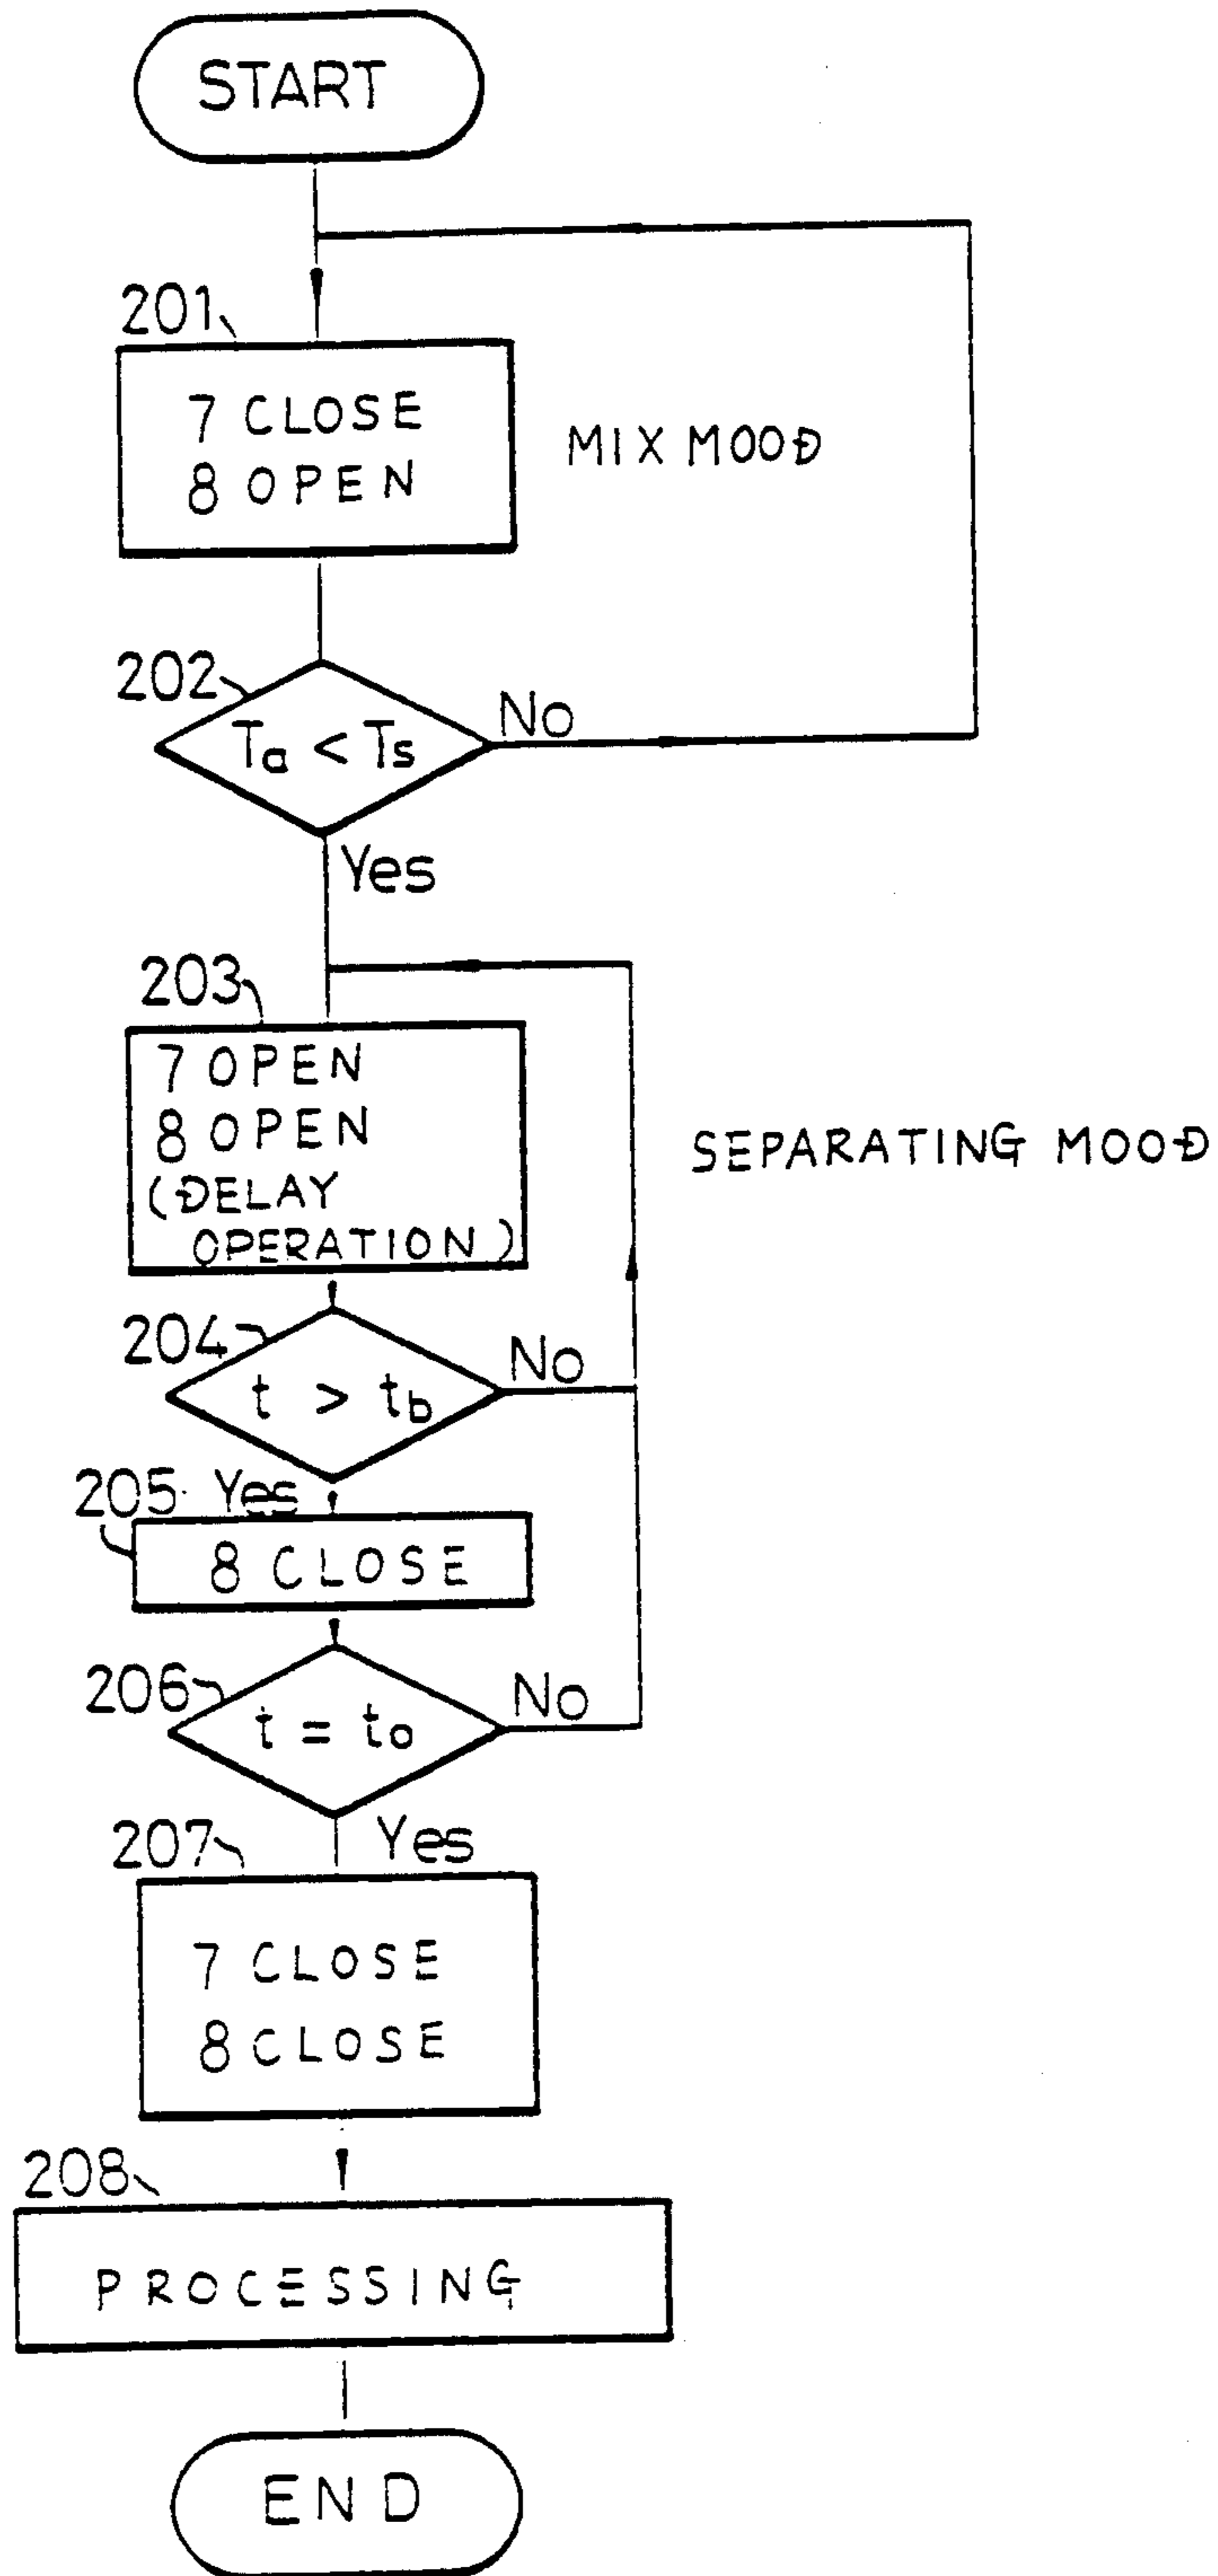 START
201
7 CLOSE
8 OPEN
MIX MOOD
202
Ta < Ts
No
Yes
203
7 OPEN
8 OPEN
(DELAY
OPERATION)
SEPARATING MOOD
204
t > tb
No
Yes
205
8 CLOSE
206
t = to
No
Yes
207
7 CLOSE
8 CLOSE
208
PROCESSING
END